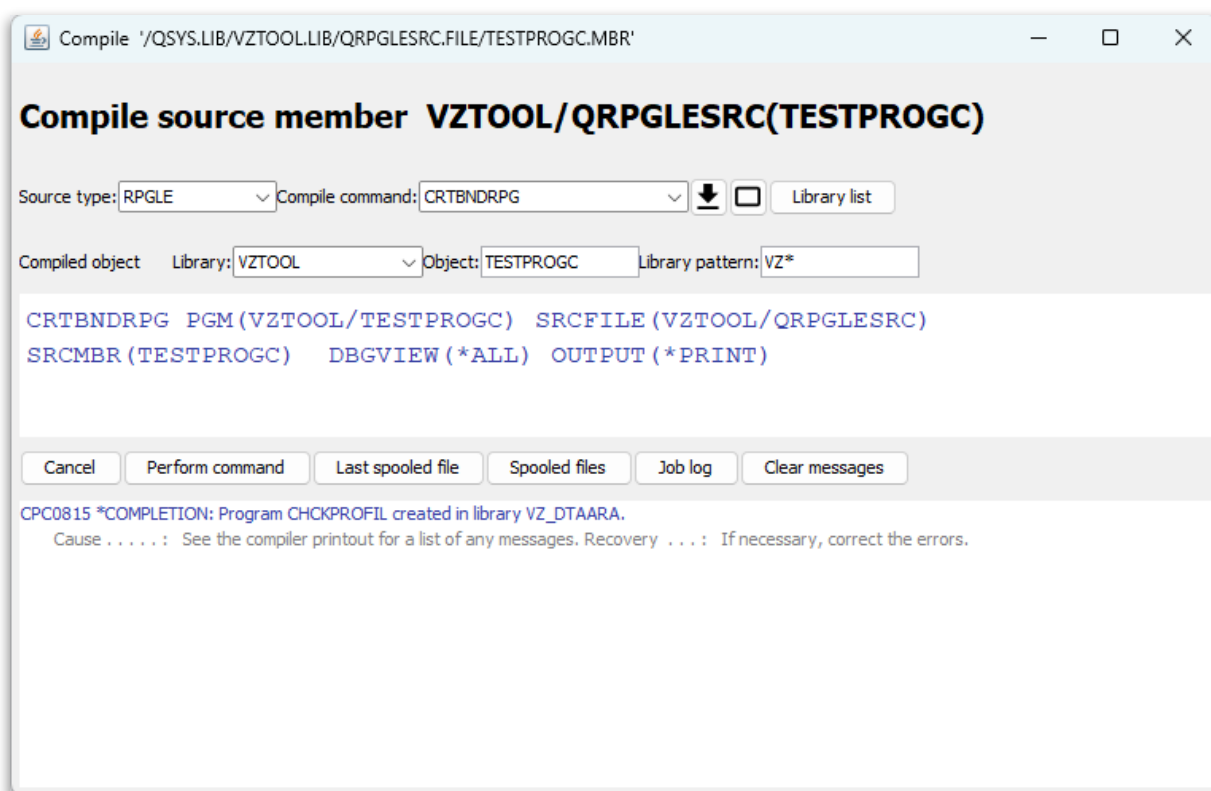 Compile '/QSYS.LIB/VZTOOL.LIB/QRPGLESRC.FILE/TESTPROGC.MBR'
Compile source member VZTOOL/QRPGLESRC(TESTPROGC)
Source type: RPGLE Compile command: CRTBNDRPG Library list
Compiled object Library: VZTOOL Object: TESTPROGC Library pattern: VZ*
CRTBNDRPG PGM(VZTOOL/TESTPROGC) SRCFILE(VZTOOL/QRPGLESRC)
SRCMBR(TESTPROGC) DBGVIEW(*ALL) OUTPUT(*PRINT)
Cancel Perform command Last spooled file Spooled files Job log Clear messages
CPC0815 *COMPLETION: Program CHCKPROFIL created in library VZ_DTAARA.
Cause . . . . . : See the compiler printout for a list of any messages. Recovery . . . : If necessary, correct the errors.